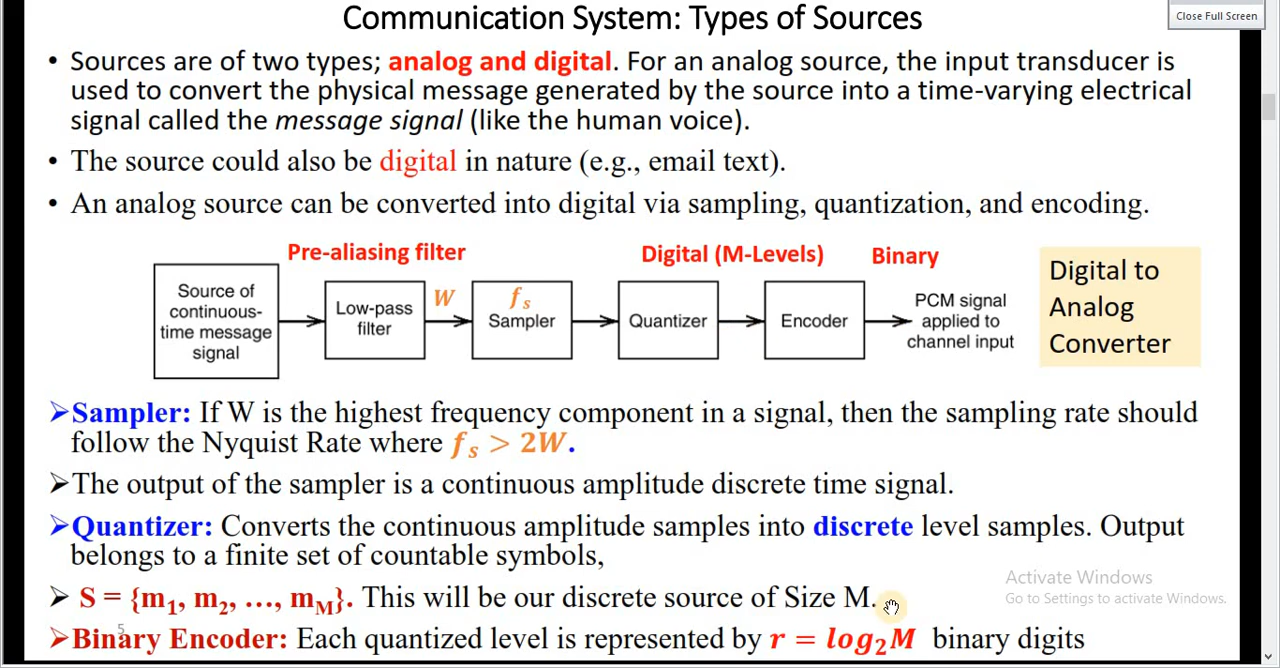 Communication System: Types of Sources
Close Full Screen
• Sources are of two types; analog and digital. For an analog source, the input transducer is
used to convert the physical message generated by the source into a time-varying electrical
signal called the message signal (like the human voice).
• The source could also be digital in nature (e.g., email text).
• An analog source can be converted into digital via sampling, quantization, and encoding.
Pre-aliasing filter
Digital (M-Levels)
Binary
Source of
continuous-
time message
signal
Low-pass
filter
W
f_s
Sampler
Quantizer
Encoder
PCM signal
applied to
channel input
Digital to
Analog
Converter
➢Sampler: If W is the highest frequency component in a signal, then the sampling rate should
follow the Nyquist Rate where f_s > 2W.
➢The output of the sampler is a continuous amplitude discrete time signal.
➢Quantizer: Converts the continuous amplitude samples into discrete level samples. Output
belongs to a finite set of countable symbols,
➢ S = {m₁, m₂, …, m_M}. This will be our discrete source of Size M.
Activate Windows
Go to Settings to activate Windows.
5
➢Binary Encoder: Each quantized level is represented by r = log₂M binary digits